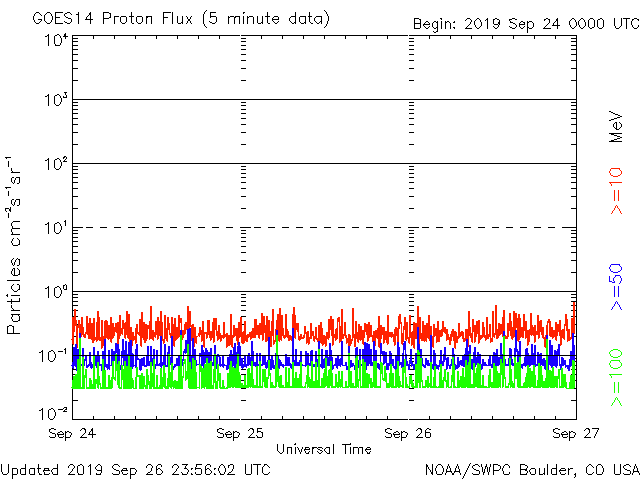 GOES14 Proton Flux (5 minute data)
Begin: 2019 Sep 24 0000 UTC
10⁴
10³
10²
10¹
10⁰
10⁻¹
10⁻²
Particles cm⁻²s⁻¹sr⁻¹
MeV
>=10
>=50
>=100
Sep 24
Sep 25
Sep 26
Sep 27
Universal Time
Updated 2019 Sep 26 23:56:02 UTC
NOAA/SWPC Boulder, CO USA